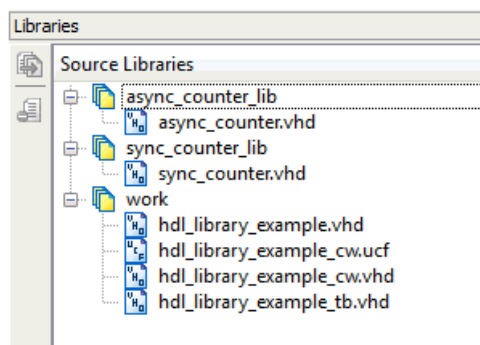 Libraries
Source Libraries
async_counter_lib
async_counter.vhd
sync_counter_lib
sync_counter.vhd
work
hdl_library_example.vhd
hdl_library_example_cw.ucf
hdl_library_example_cw.vhd
hdl_library_example_tb.vhd